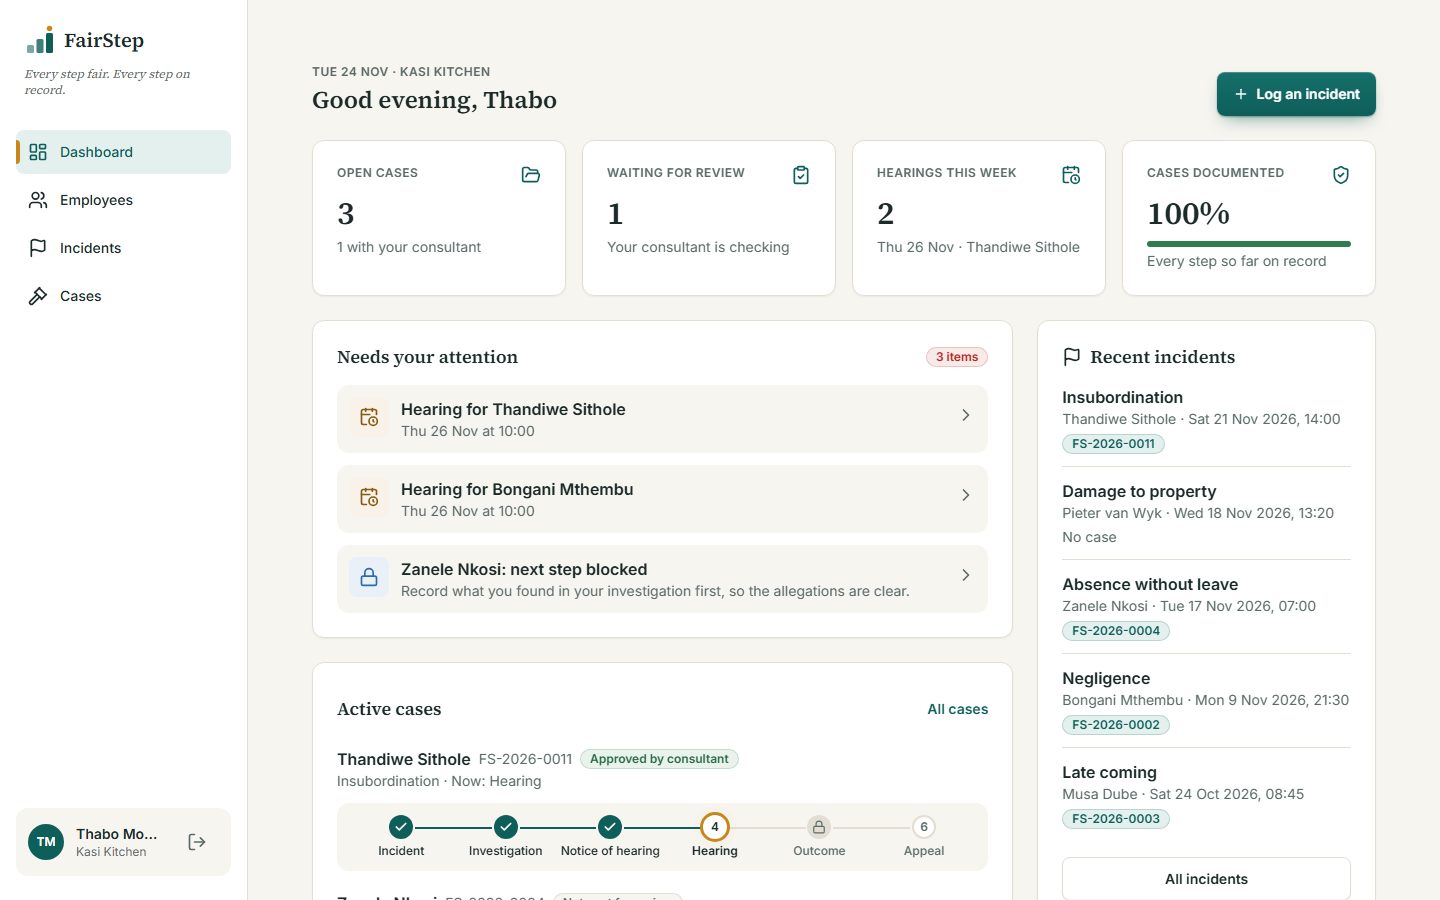 FairStep
Every step fair. Every step on
record.
Dashboard
Employees
Incidents
Cases
TM
Thabo Mo...
Kasi Kitchen
TUE 24 NOV · KASI KITCHEN
Good evening, Thabo
+ Log an incident
OPEN CASES
3
1 with your consultant
WAITING FOR REVIEW
1
Your consultant is checking
HEARINGS THIS WEEK
2
Thu 26 Nov · Thandiwe Sithole
CASES DOCUMENTED
100%
Every step so far on record
Needs your attention
3 items
Hearing for Thandiwe Sithole
Thu 26 Nov at 10:00
Hearing for Bongani Mthembu
Thu 26 Nov at 10:00
Zanele Nkosi: next step blocked
Record what you found in your investigation first, so the allegations are clear.
Active cases
All cases
Thandiwe Sithole FS-2026-0011 Approved by consultant
Insubordination · Now: Hearing
4
6
Incident
Investigation
Notice of hearing
Hearing
Outcome
Appeal
Recent incidents
Insubordination
Thandiwe Sithole · Sat 21 Nov 2026, 14:00
FS-2026-0011
Damage to property
Pieter van Wyk · Wed 18 Nov 2026, 13:20
No case
Absence without leave
Zanele Nkosi · Tue 17 Nov 2026, 07:00
FS-2026-0004
Negligence
Bongani Mthembu · Mon 9 Nov 2026, 21:30
FS-2026-0002
Late coming
Musa Dube · Sat 24 Oct 2026, 08:45
FS-2026-0003
All incidents